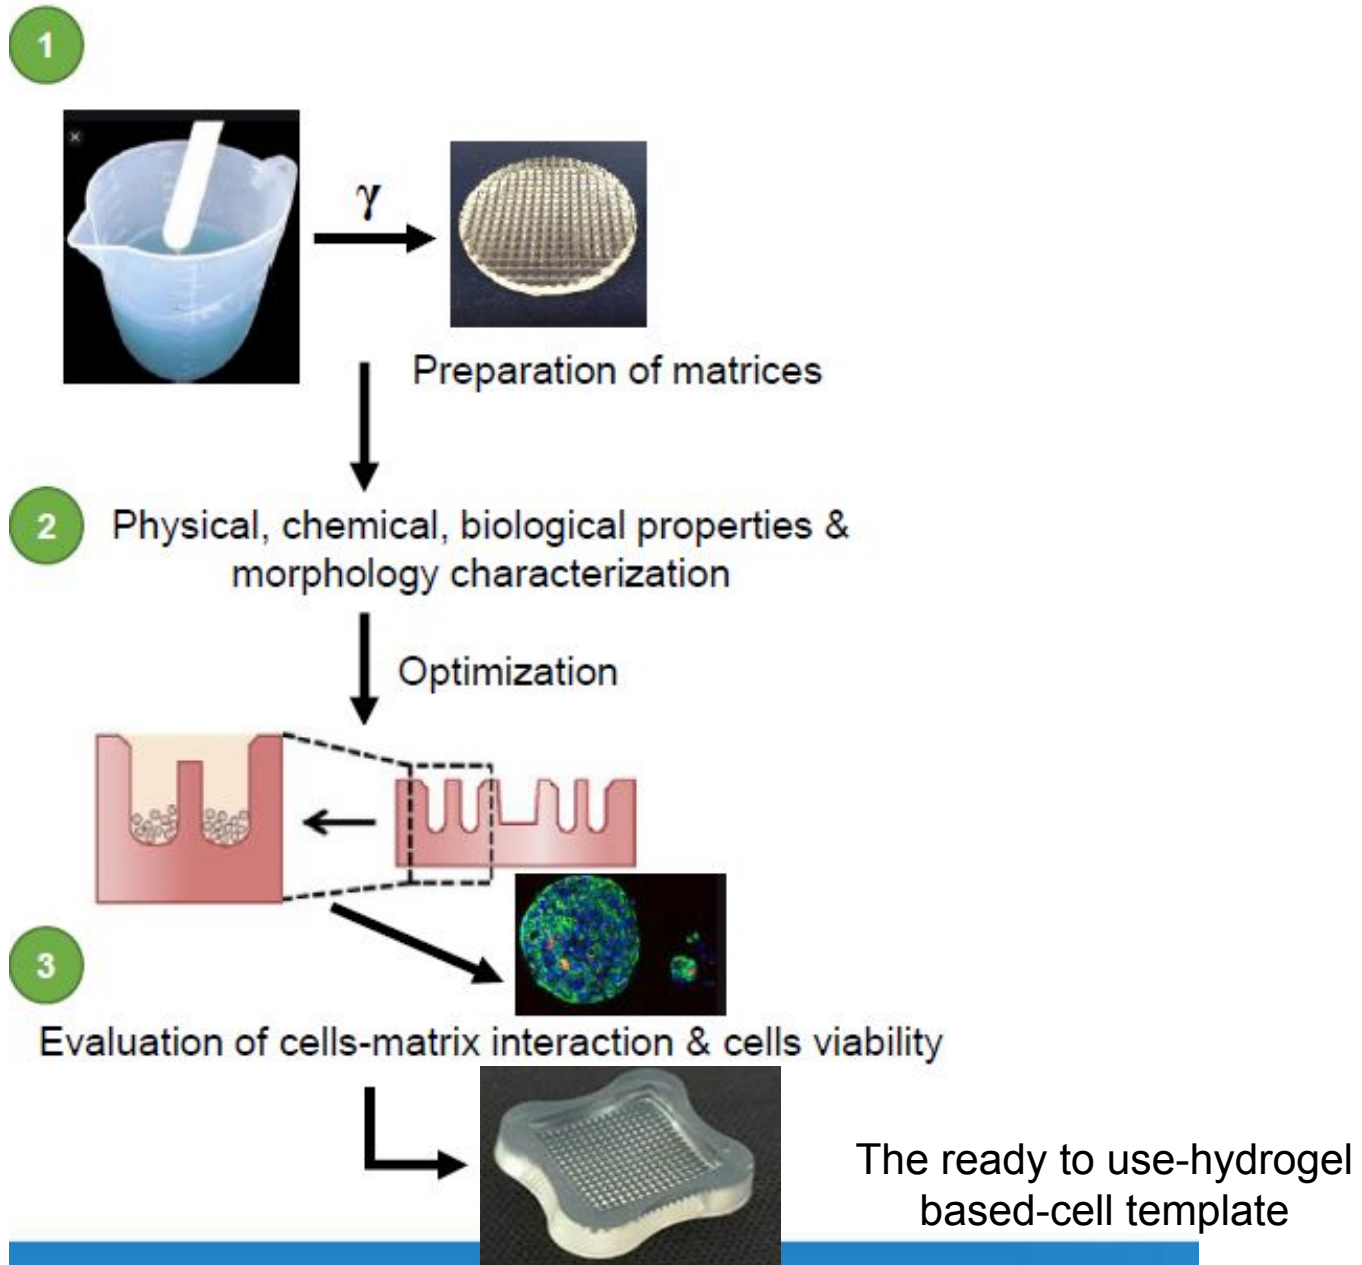 1
γ
Preparation of matrices
2
Physical, chemical, biological properties &
morphology characterization
Optimization
3
Evaluation of cells-matrix interaction & cells viability
The ready to use-hydrogel
based-cell template